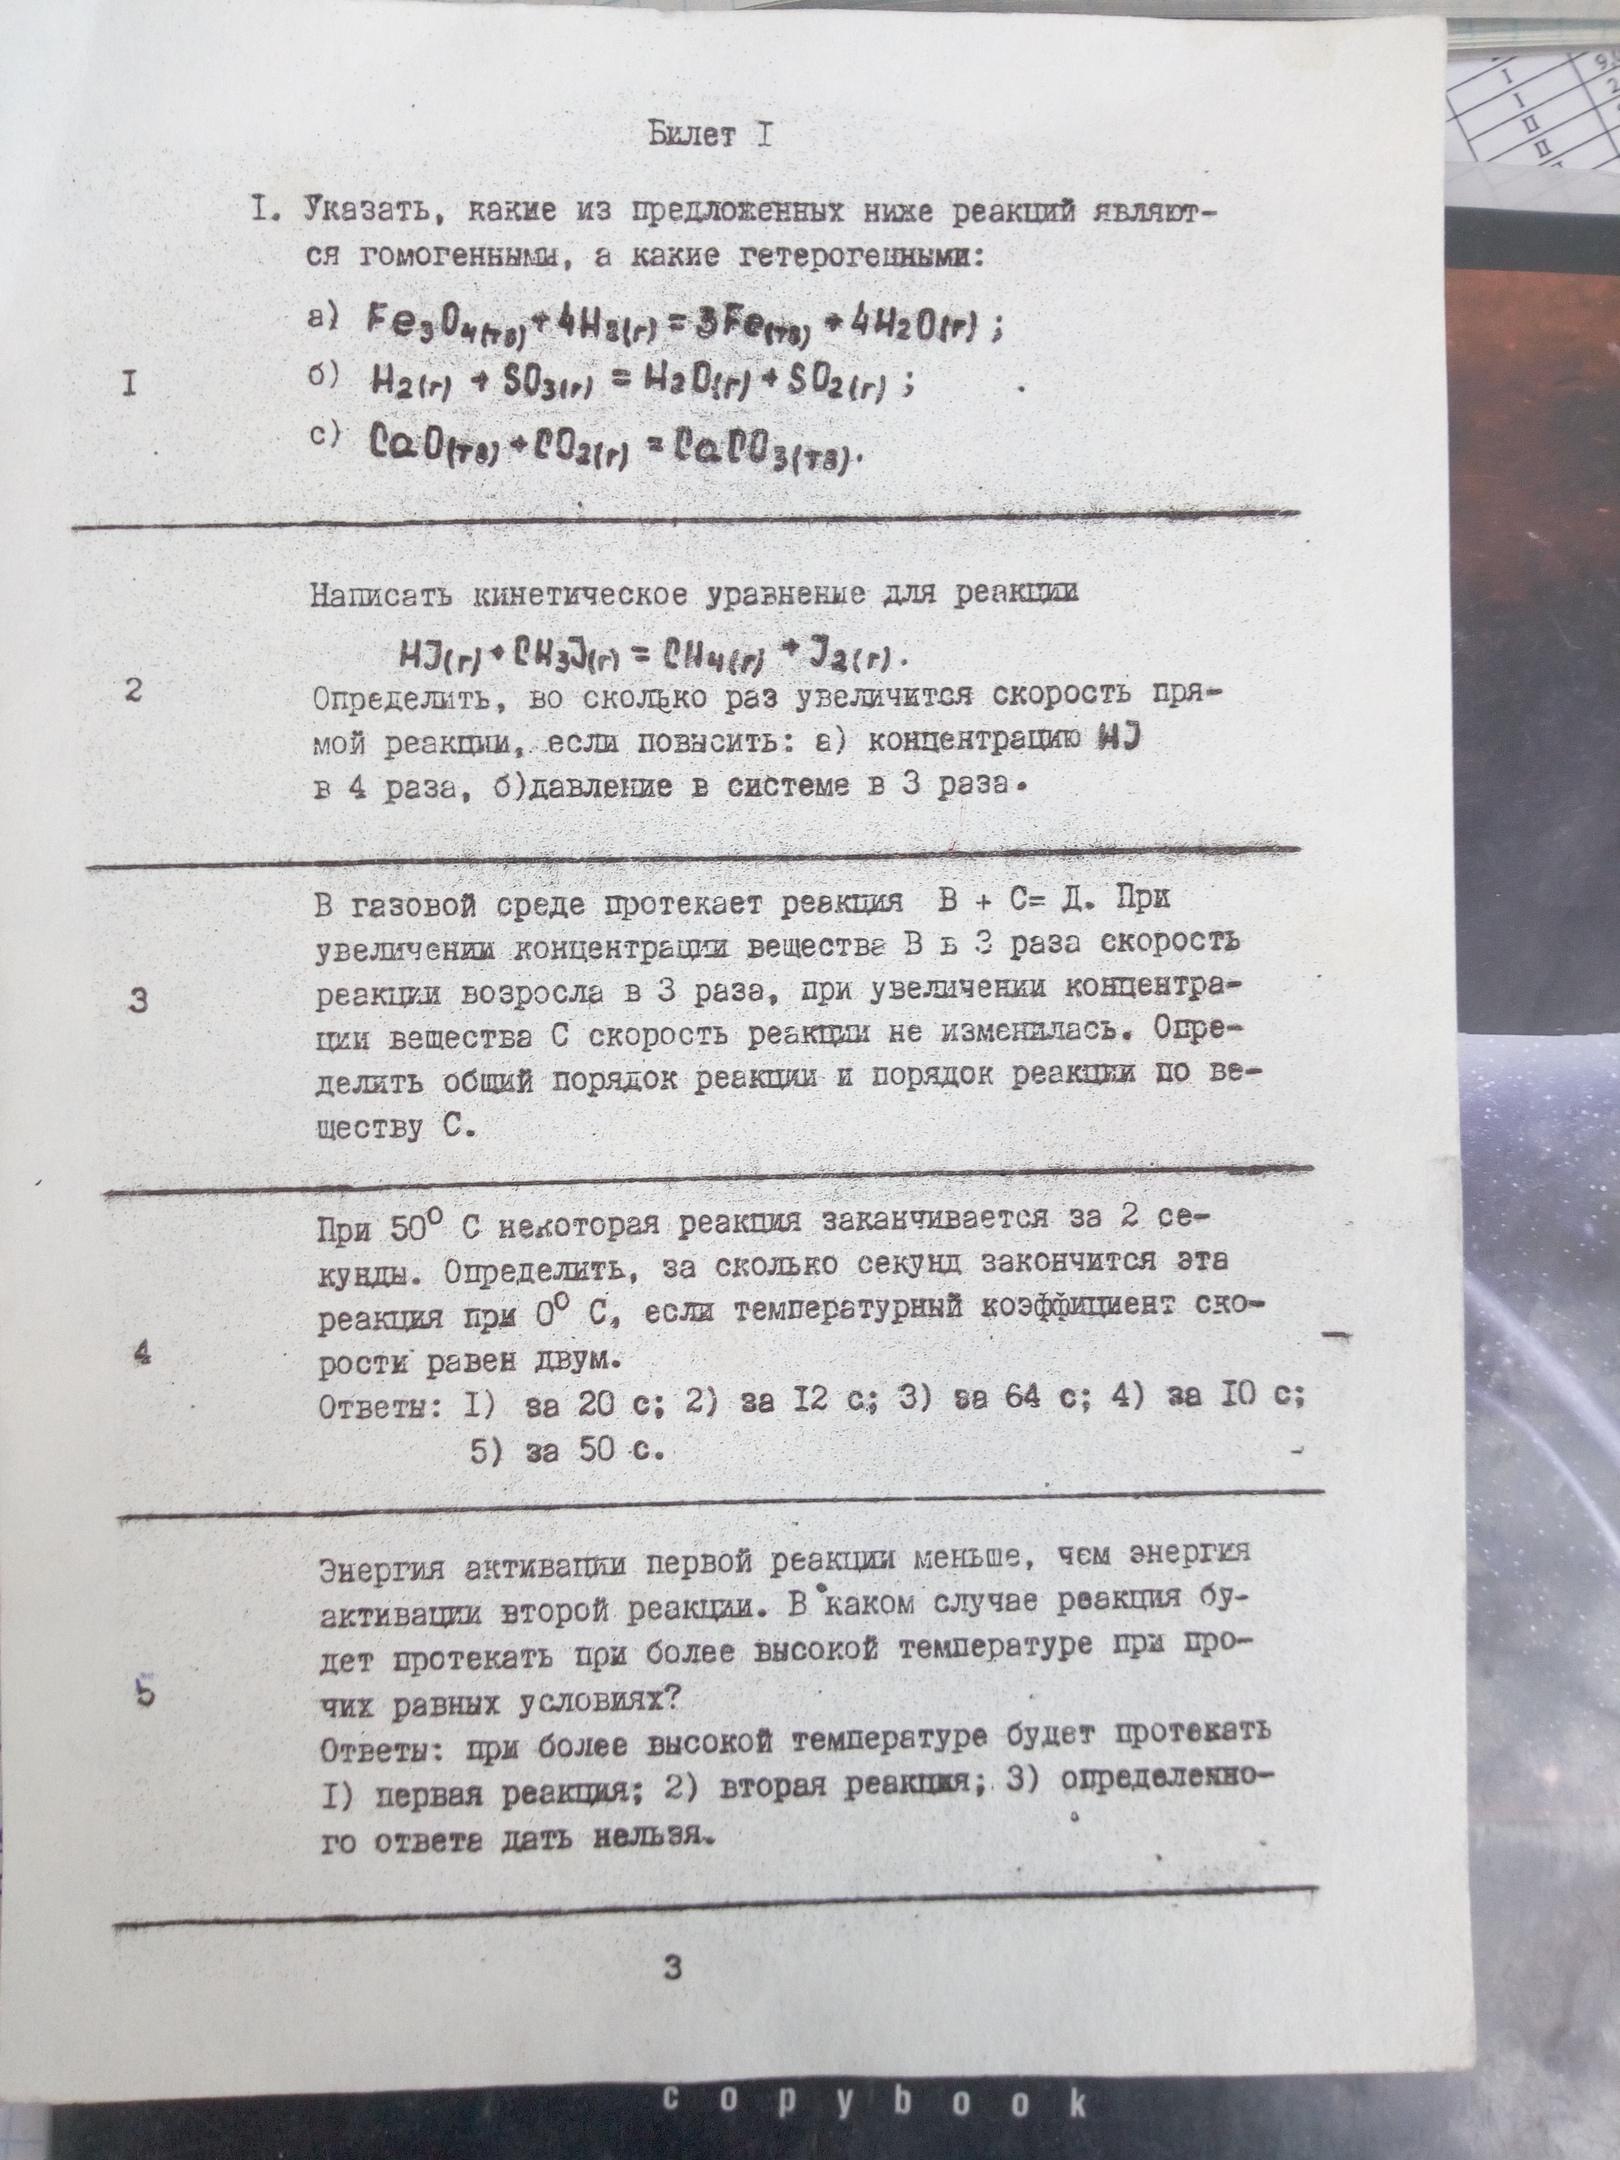 Билет I
I. Указать, какие из предложенных ниже реакций являют-
ся гомогенными, а какие гетерогенными:
а) Fe₃O₄(тв) + 4H₂(г) = 3Fe(тв) + 4H₂O(г) ;
I
б) H₂(г) + SO₃(г) = H₂O(г) + SO₂(г) ;
с) CaO(тв) + CO₂(г) = CaCO₃(тв).
Написать кинетическое уравнение для реакции
HJ(г) + CH₃J(г) = CH₄(г) + J₂(г).
2
Определить, во сколько раз увеличится скорость пря-
мой реакции, если повысить: а) концентрацию HJ
в 4 раза, б)давление в системе в 3 раза.
В газовой среде протекает реакция В + С= Д. При
увеличении концентрации вещества В в 3 раза скорость
3
реакции возросла в 3 раза, при увеличении концентра-
ции вещества С скорость реакции не изменилась. Опре-
делить общий порядок реакции и порядок реакции по ве-
ществу С.
При 50⁰ С некоторая реакция заканчивается за 2 се-
кунды. Определить, за сколько секунд закончится эта
реакция при 0⁰ С, если температурный коэффициент ско-
4
рости равен двум.
Ответы: 1) за 20 с; 2) за 12 с; 3) за 64 с; 4) за 10 с;
5) за 50 с.
Энергия активации первой реакции меньше, чем энергия
активации второй реакции. В каком случае реакция бу-
дет протекать при более высокой температуре при про-
5
чих равных условиях?
Ответы: при более высокой температуре будет протекать
1) первая реакция; 2) вторая реакция; 3) определенно-
го ответа дать нельзя.
3
copybook